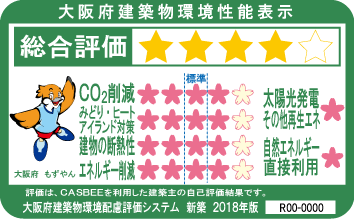 大阪府建築物環境性能表示
総合評価
標準
CO2削減
みどり・ヒート
アイランド対策
建物の断熱性
エネルギー削減
太陽光発電
その他再生エネ
自然エネルギー
直接利用
大阪府 もずやん
評価は、CASBEEを利用した建築主の自己評価結果です。
大阪府建築物環境配慮評価システム 新築 2018年版
R00-0000